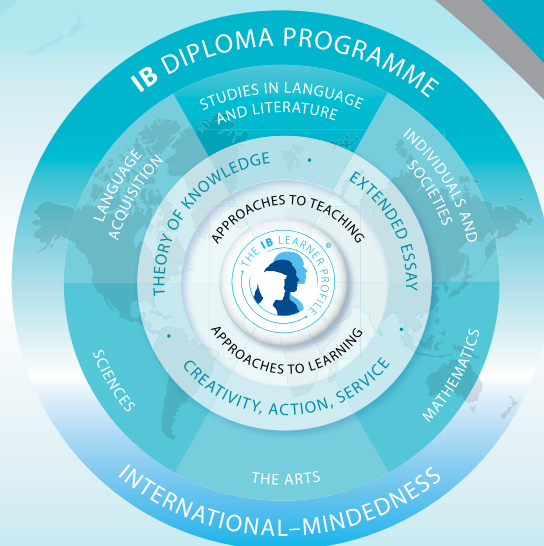 IB DIPLOMA PROGRAMME
STUDIES IN LANGUAGE
AND LITERATURE
LANGUAGE
ACQUISITION
INDIVIDUALS AND
SOCIETIES
THEORY OF KNOWLEDGE
EXTENDED ESSAY
APPROACHES TO TEACHING
• THE IB LEARNER PROFILE •
®
APPROACHES TO LEARNING
CREATIVITY, ACTION, SERVICE
SCIENCES
MATHEMATICS
THE ARTS
INTERNATIONAL–MINDEDNESS